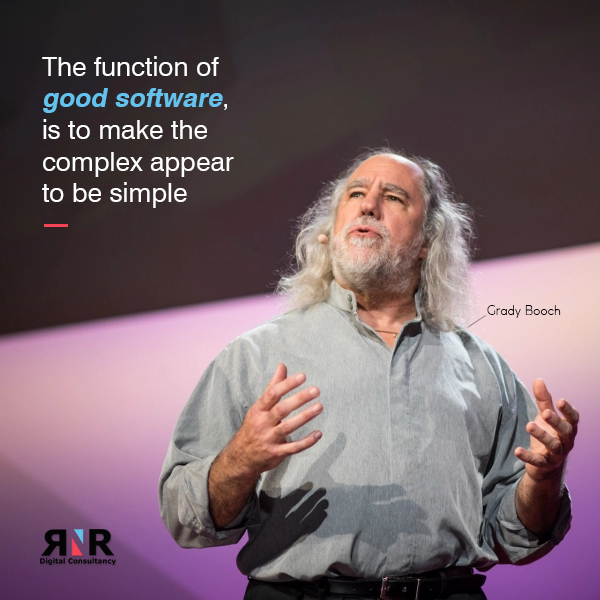 The function of
good software,
is to make the
complex appear
to be simple
Grady Booch
RNR
Digital Consultancy